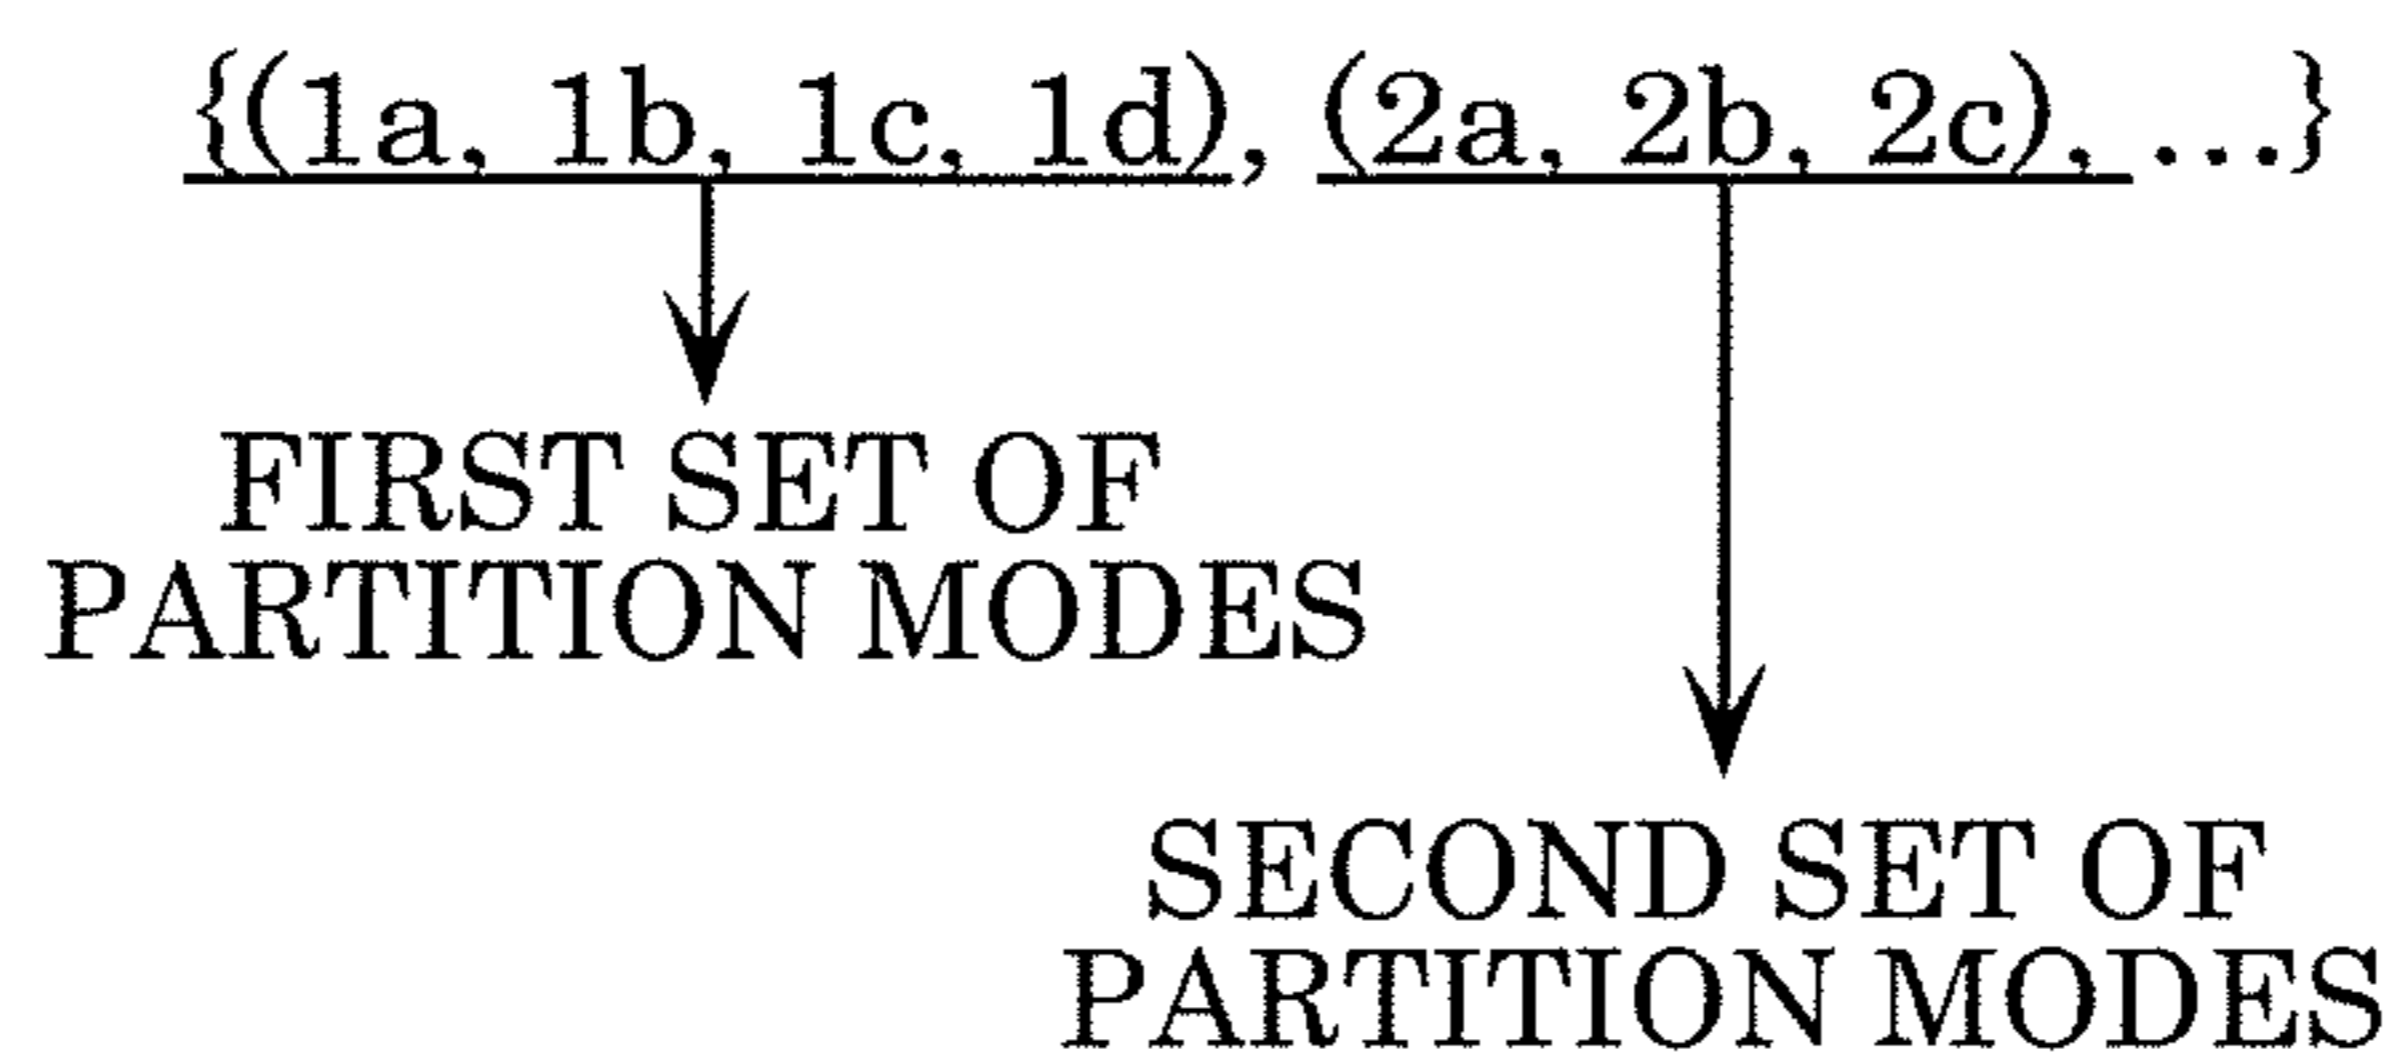 {(1a, 1b, 1c, 1d), (2a, 2b, 2c), ...}
FIRST SET OF
PARTITION MODES
SECOND SET OF
PARTITION MODES